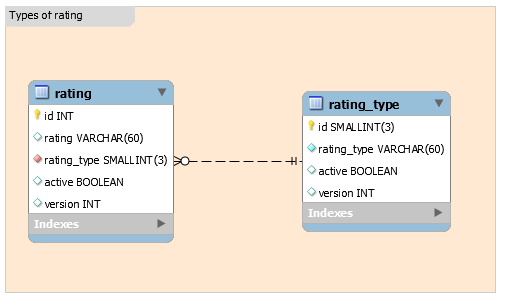 Types of rating
rating
id INT
rating VARCHAR(60)
rating_type SMALLINT(3)
active BOOLEAN
version INT
Indexes
rating_type
id SMALLINT(3)
rating_type VARCHAR(60)
active BOOLEAN
version INT
Indexes